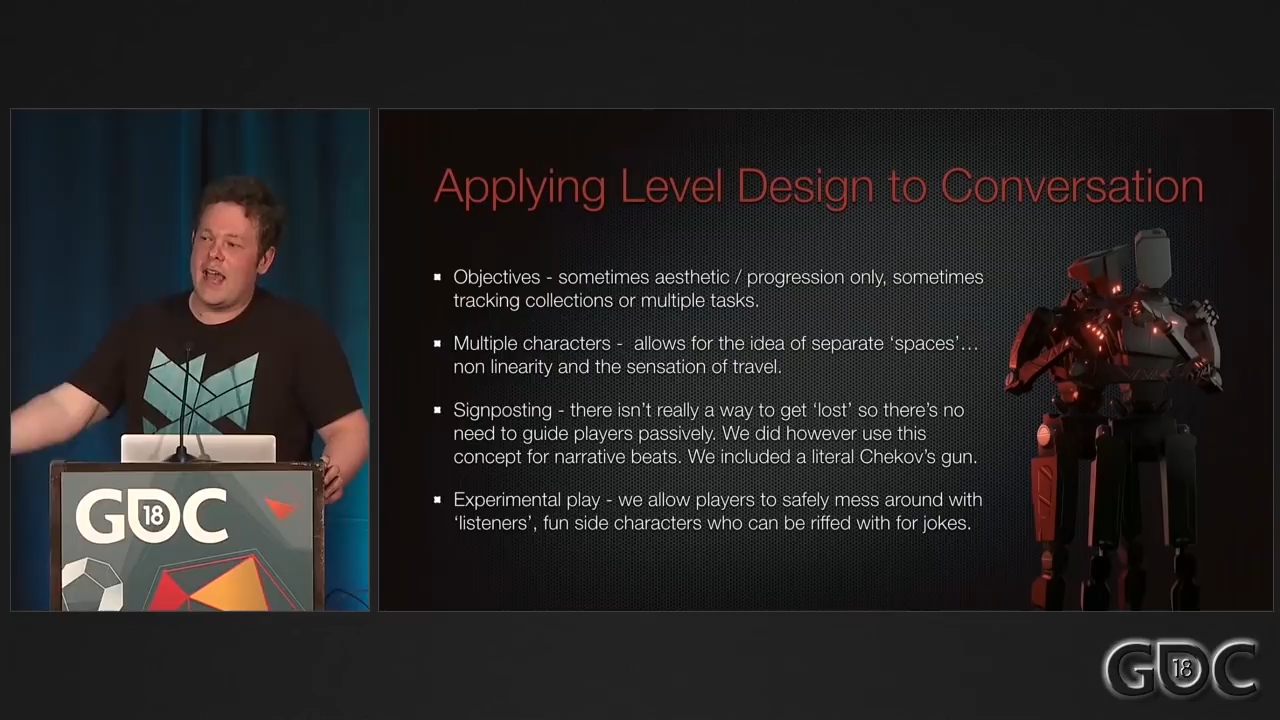 Applying Level Design to Conversation
Objectives - sometimes aesthetic / progression only, sometimes
tracking collections or multiple tasks.
Multiple characters - allows for the idea of separate ‘spaces’...
non linearity and the sensation of travel.
Signposting - there isn’t really a way to get ‘lost’ so there’s no
need to guide players passively. We did however use this
concept for narrative beats. We included a literal Chekov’s gun.
Experimental play - we allow players to safely mess around with
‘listeners’, fun side characters who can be riffed with for jokes.
GDC
18
GDC
18